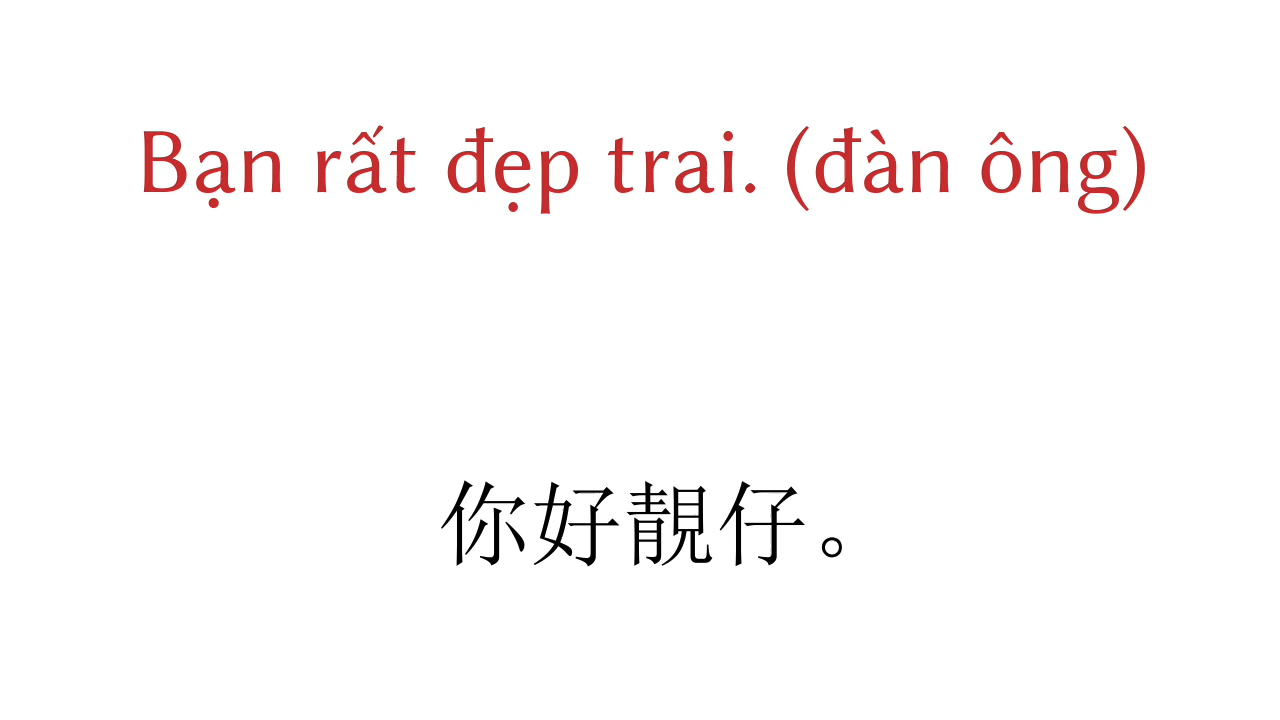 Bạn rất đẹp trai. (đàn ông)
你好靚仔。